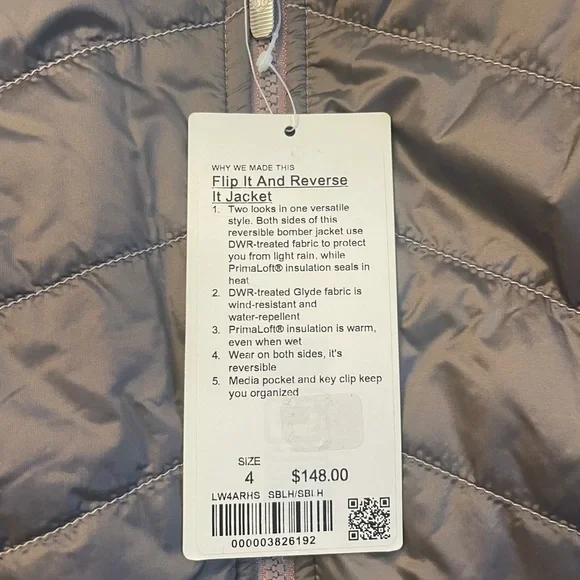 WHY WE MADE THIS
Flip It And Reverse
It Jacket
1. Two looks in one versatile
style. Both sides of this
reversible bomber jacket use
DWR-treated fabric to protect
you from light rain, while
PrimaLoft® insulation seals in
heat
2. DWR-treated Glyde fabric is
wind-resistant and
water-repellent
3. PrimaLoft® insulation is warm,
even when wet
4. Wear on both sides, it's
reversible
5. Media pocket and key clip keep
you organized
SIZE
4 $148.00
LW4ARHS SBLH/SBLH
000003826192